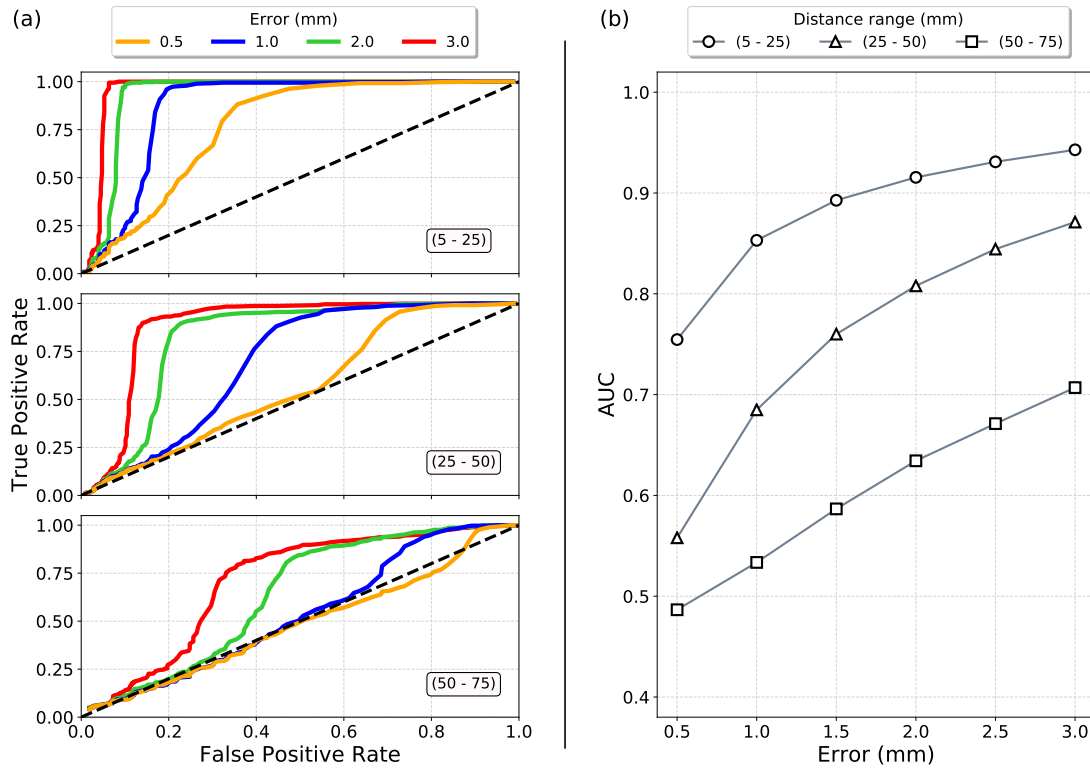 (a)
Error (mm)
0.5 1.0 2.0 3.0
1.00
0.75
0.50
0.25
0.00
(5 - 25)
1.00
0.75
0.50
0.25
0.00
(25 - 50)
1.00
0.75
0.50
0.25
0.00
(50 - 75)
0.0 0.2 0.4 0.6 0.8 1.0
False Positive Rate
True Positive Rate
(b)
Distance range (mm)
(5 - 25) (25 - 50) (50 - 75)
1.0
0.9
0.8
0.7
0.6
0.5
0.4
AUC
0.5 1.0 1.5 2.0 2.5 3.0
Error (mm)